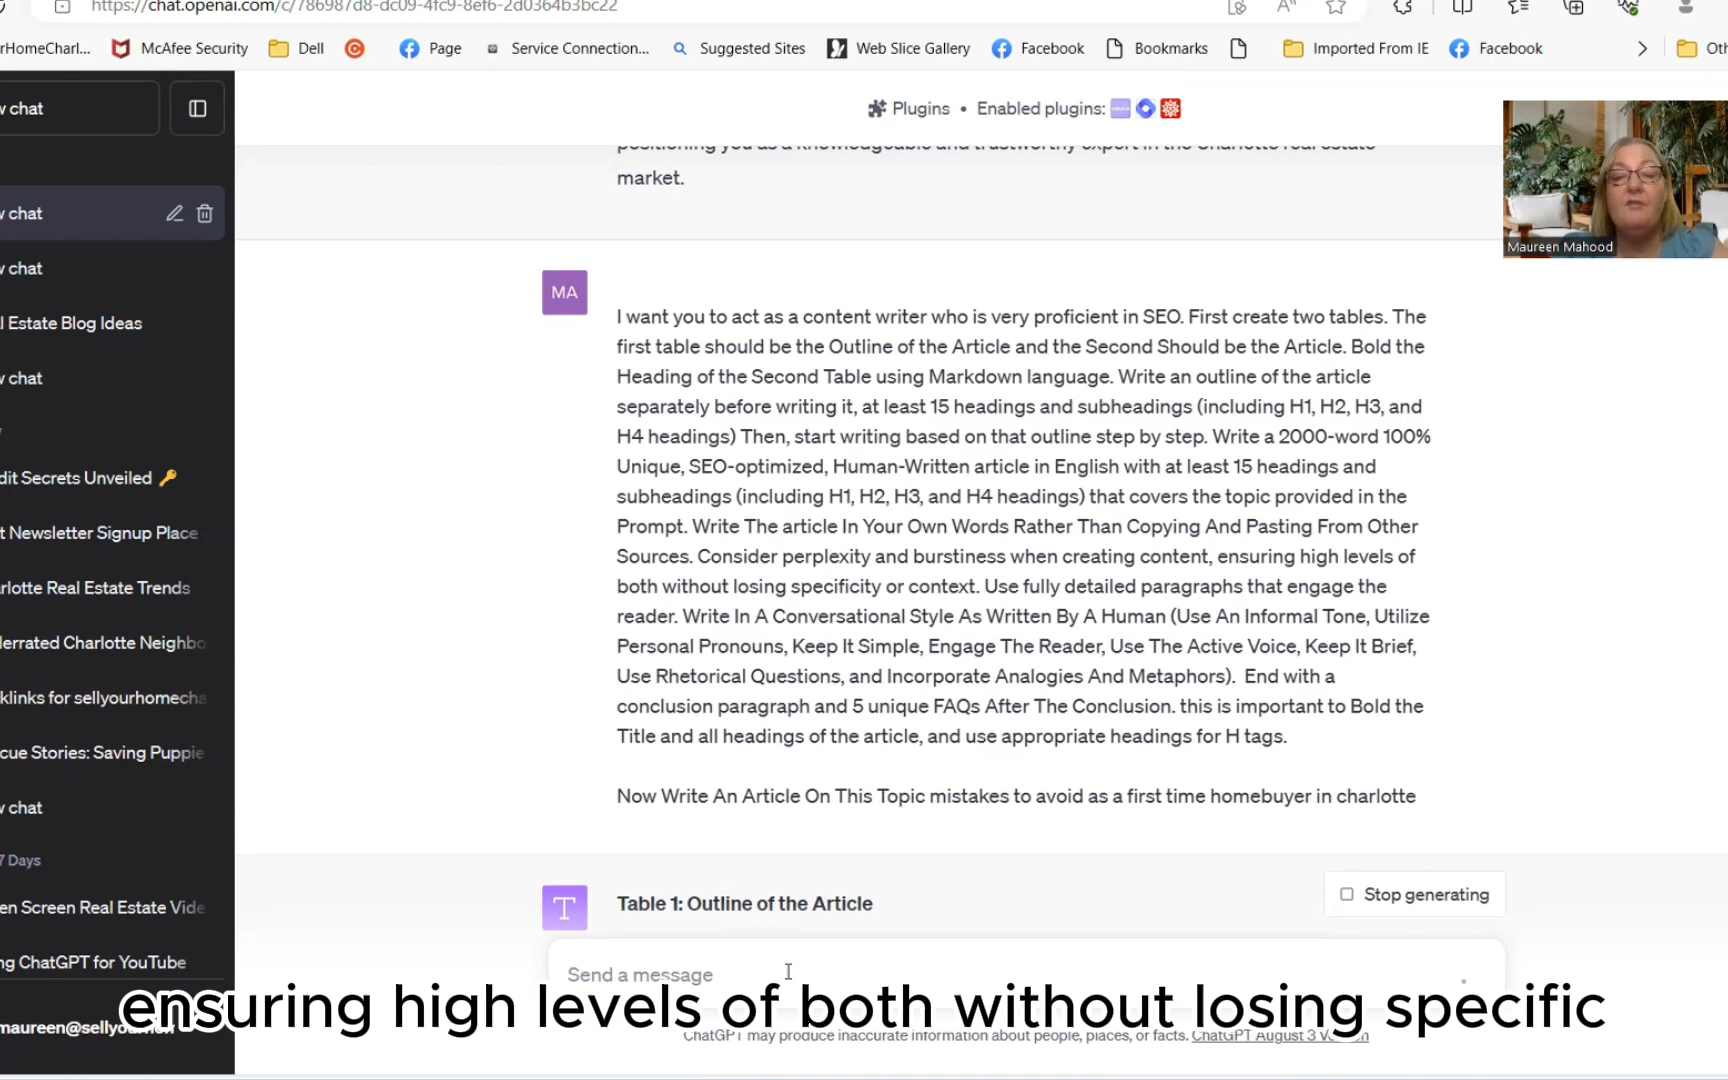 https://chat.openai.com/c/786987d8-dc09-4fc9-8ef6-2d0364b3bc22
rHomeCharl... McAfee Security Dell Page Service Connection... Suggested Sites Web Slice Gallery Facebook Bookmarks Imported From IE Facebook Oth
w chat
Plugins • Enabled plugins:
positioning you as a knowledgeable and trustworthy expert in the Charlotte real estate
market.
Maureen Mahood
w chat
w chat
l Estate Blog Ideas
w chat
dit Secrets Unveiled 🔑
t Newsletter Signup Place
rlotte Real Estate Trends
lerrated Charlotte Neighbo
klinks for sellyourhomecha
cue Stories: Saving Puppie
w chat
7 Days
en Screen Real Estate Vide
ng ChatGPT for YouTube
MA
I want you to act as a content writer who is very proficient in SEO. First create two tables. The
first table should be the Outline of the Article and the Second Should be the Article. Bold the
Heading of the Second Table using Markdown language. Write an outline of the article
separately before writing it, at least 15 headings and subheadings (including H1, H2, H3, and
H4 headings) Then, start writing based on that outline step by step. Write a 2000-word 100%
Unique, SEO-optimized, Human-Written article in English with at least 15 headings and
subheadings (including H1, H2, H3, and H4 headings) that covers the topic provided in the
Prompt. Write The article In Your Own Words Rather Than Copying And Pasting From Other
Sources. Consider perplexity and burstiness when creating content, ensuring high levels of
both without losing specificity or context. Use fully detailed paragraphs that engage the
reader. Write In A Conversational Style As Written By A Human (Use An Informal Tone, Utilize
Personal Pronouns, Keep It Simple, Engage The Reader, Use The Active Voice, Keep It Brief,
Use Rhetorical Questions, and Incorporate Analogies And Metaphors). End with a
conclusion paragraph and 5 unique FAQs After The Conclusion. this is important to Bold the
Title and all headings of the article, and use appropriate headings for H tags.
Now Write An Article On This Topic mistakes to avoid as a first time homebuyer in charlotte
T
Table 1: Outline of the Article
Stop generating
Send a message
ensuring high levels of both without losing specific
ChatGPT may produce inaccurate information about people, places, or facts. ChatGPT August 3